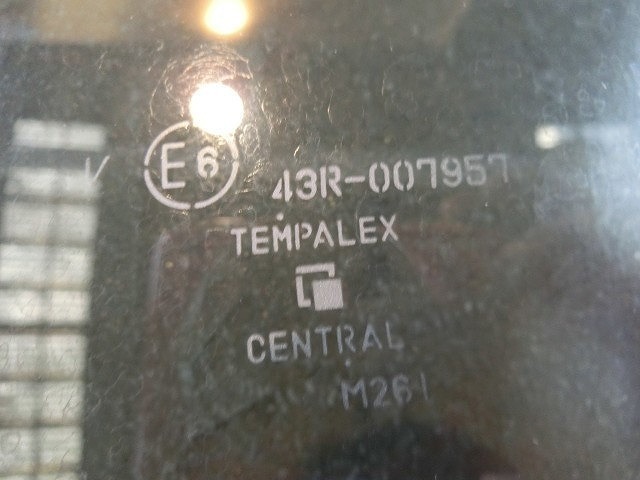 E6 43R-007957
TEMPALEX
CENTRAL
M261